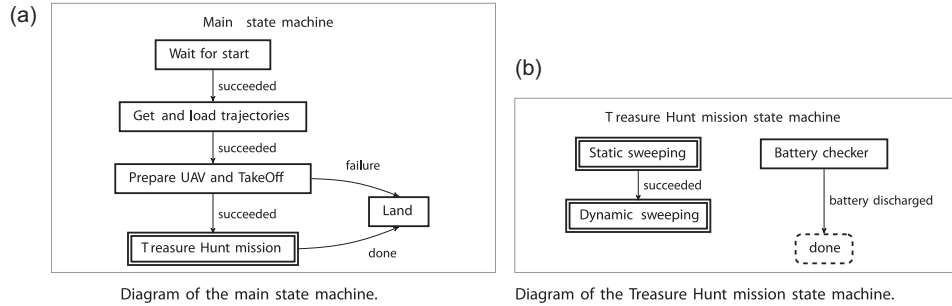 (a)
Main state machine
Wait for start
succeeded
Get and load trajectories
succeeded
Prepare UAV and TakeOff
failure
succeeded
Land
Treasure Hunt mission
done
Diagram of the main state machine.
(b)
Treasure Hunt mission state machine
Static sweeping
Battery checker
succeeded
battery discharged
Dynamic sweeping
done
Diagram of the Treasure Hunt mission state machine.